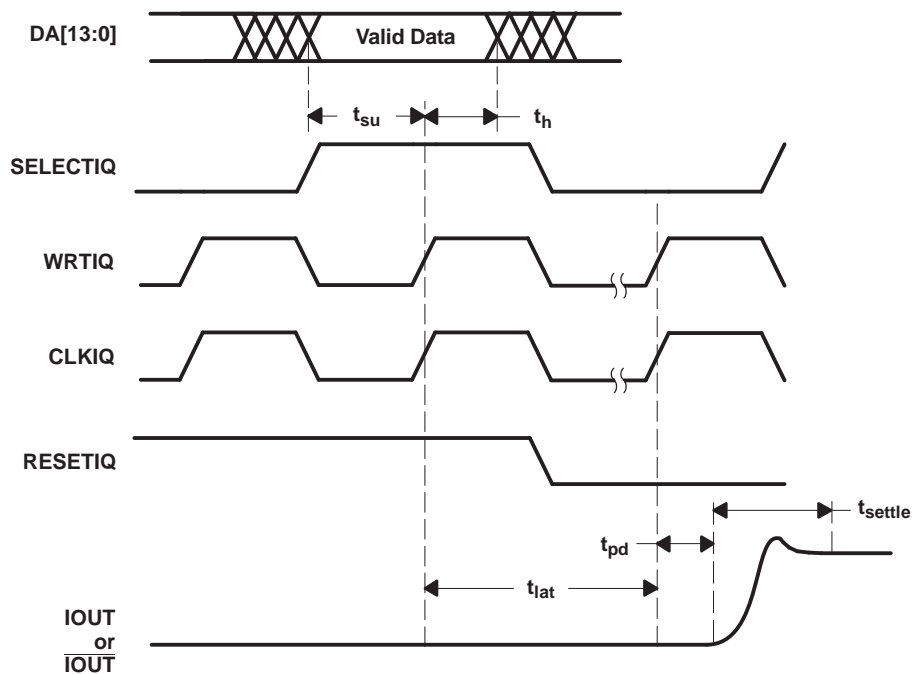 DA[13:0]
Valid Data
tsu
th
SELECTIQ
WRTIQ
CLKIQ
RESETIQ
tsettle
tpd
tlat
IOUT
or
IOUT